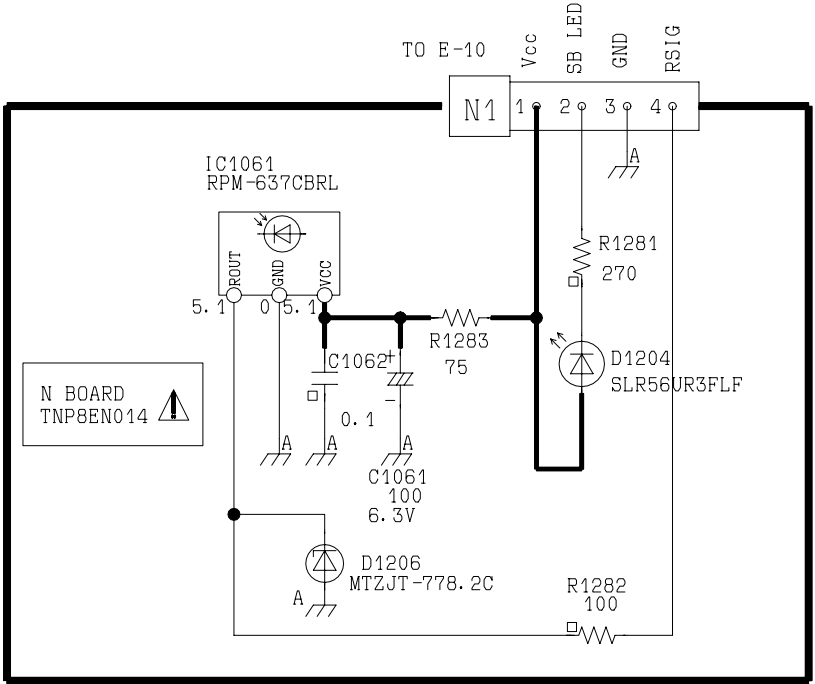 TO E-10
Vcc
SB LED
GND
RSIG
N1
1
2
3
4
A
IC1061
RPM-637CBRL
ROUT
GND
VCC
5.1
0
5.1
R1281
270
R1283
75
C1062
+
0.1
-
D1204
SLR56UR3FLF
N BOARD
TNP8EN014
A
A
A
C1061
100
6.3V
D1206
MTZJT-778.2C
A
R1282
100